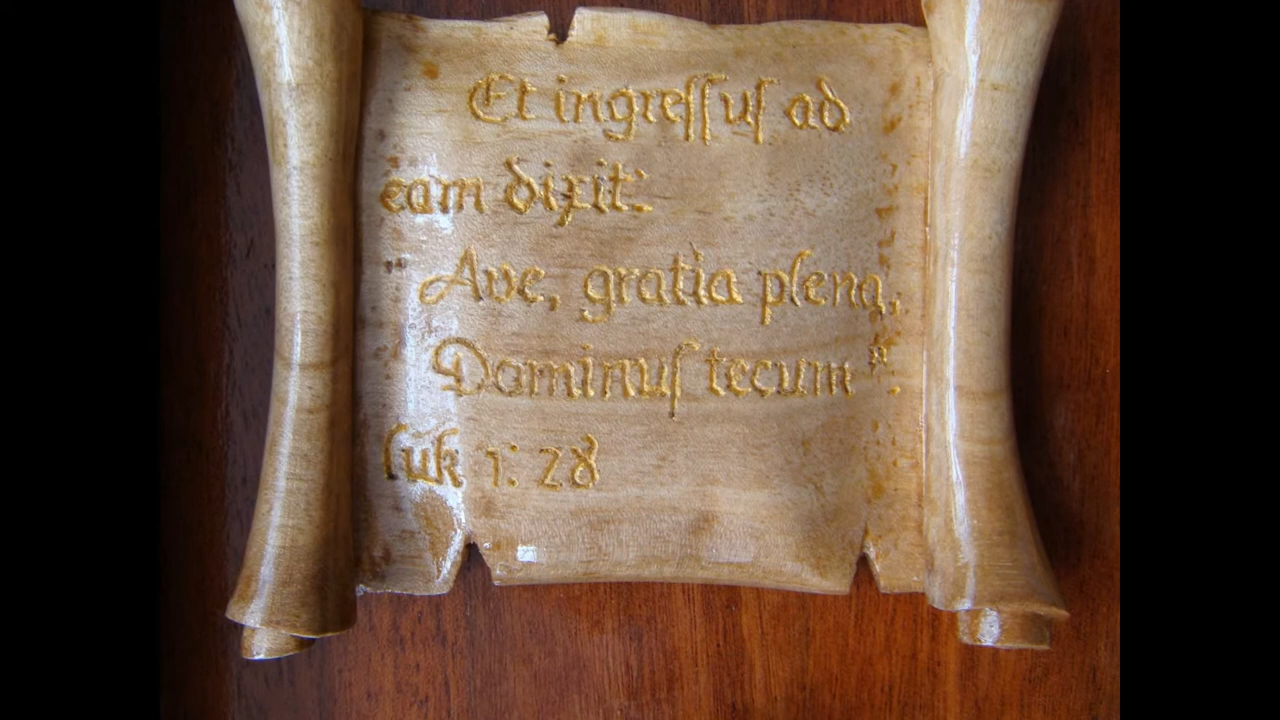 Et ingreſſuſ ad
eam dixit:
"Ave, gratia plena,
Dominuſ tecum"
luk 1: 28